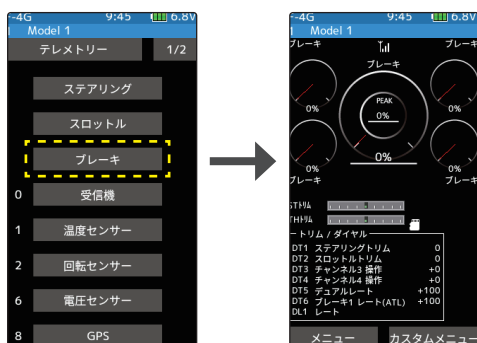 -4G 9:45 6.8V
Model 1
テレメトリー 1/2
ステアリング
スロットル
ブレーキ
0 受信機
1 温度センサー
2 回転センサー
6 電圧センサー
8 GPS
-4G 9:45 6.8V
Model 1
ブレーキ ブレーキ
ブレーキ
PEAK
0%
0% 0%
0%
0% 0%
ブレーキ ブレーキ
STトリム
THトリム
トリム / ダイヤル
DT1 ステアリングトリム 0
DT2 スロットルトリム 0
DT3 チャンネル3 操作 +0
DT4 チャンネル4 操作 +0
DT5 デュアルレート +100
DT6 ブレーキ1 レート(ATL) +100
DL1 レート
メニュー カスタムメニュー